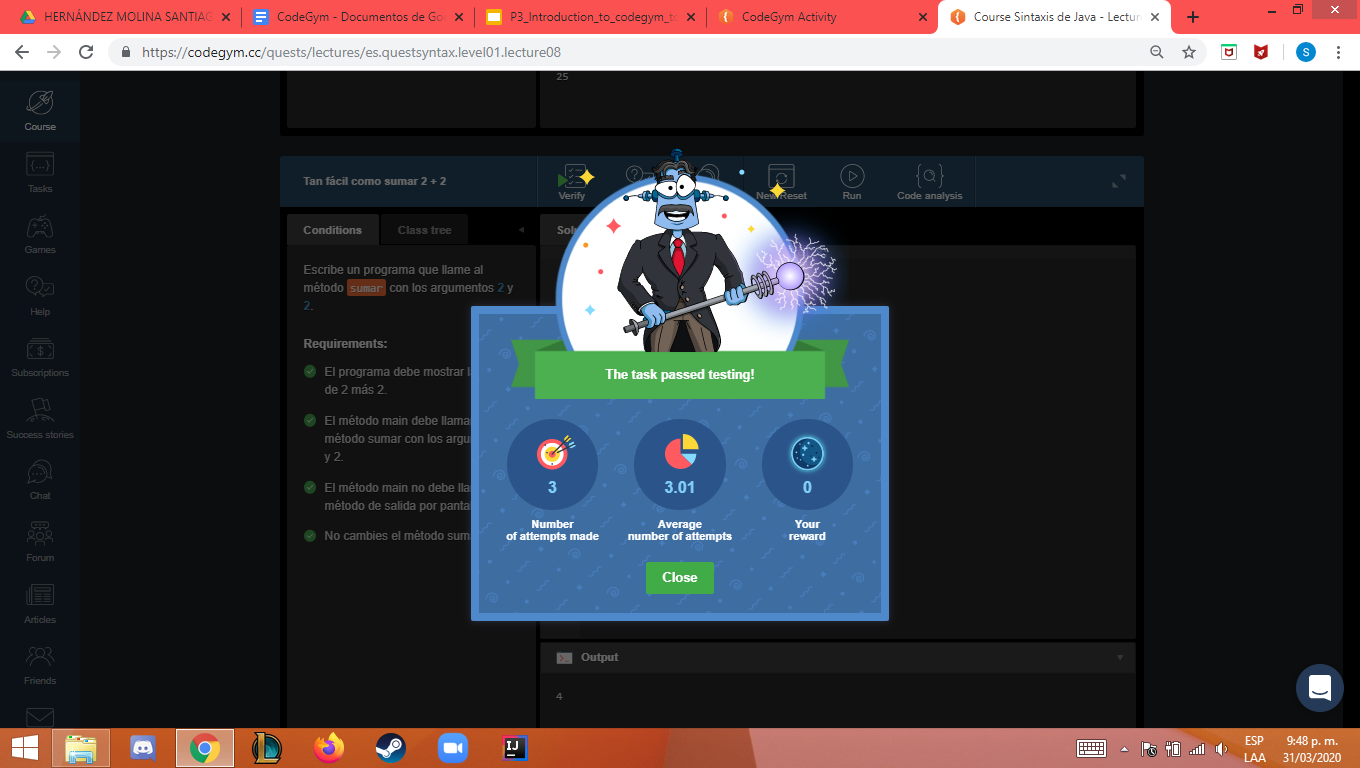 HERNÁNDEZ MOLINA SANTIAG
CodeGym - Documentos de Go
P3_Introduction_to_codegym_to
CodeGym Activity
Course Sintaxis de Java - Lectur
https://codegym.cc/quests/lectures/es.questsyntax.level01.lecture08
S
25
Course
Tasks
Games
Help
Subscriptions
Success stories
Chat
Forum
Articles
Friends
Tan fácil como sumar 2 + 2
Verify
New Reset
Run
Code analysis
Conditions
Class tree
Solu
Escribe un programa que llame al
método sumar con los argumentos 2 y
2.
Requirements:
El programa debe mostrar l
de 2 más 2.
El método main debe llama
método sumar con los argu
y 2.
El método main no debe lla
método de salida por panta
No cambies el método sum
The task passed testing!
3
Number
of attempts made
3.01
Average
number of attempts
0
Your
reward
Close
Output
4
IJ
ESP
LAA
9:48 p. m.
31/03/2020